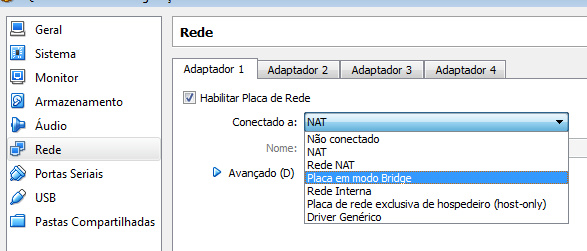 Geral
Sistema
Monitor
Armazenamento
Áudio
Rede
Portas Seriais
USB
Pastas Compartilhadas
Rede
Adaptador 1
Adaptador 2
Adaptador 3
Adaptador 4
Habilitar Placa de Rede
Conectado a:
NAT
Nome:
Avançado (D)
Não conectado
NAT
Rede NAT
Placa em modo Bridge
Rede Interna
Placa de rede exclusiva de hospedeiro (host-only)
Driver Genérico